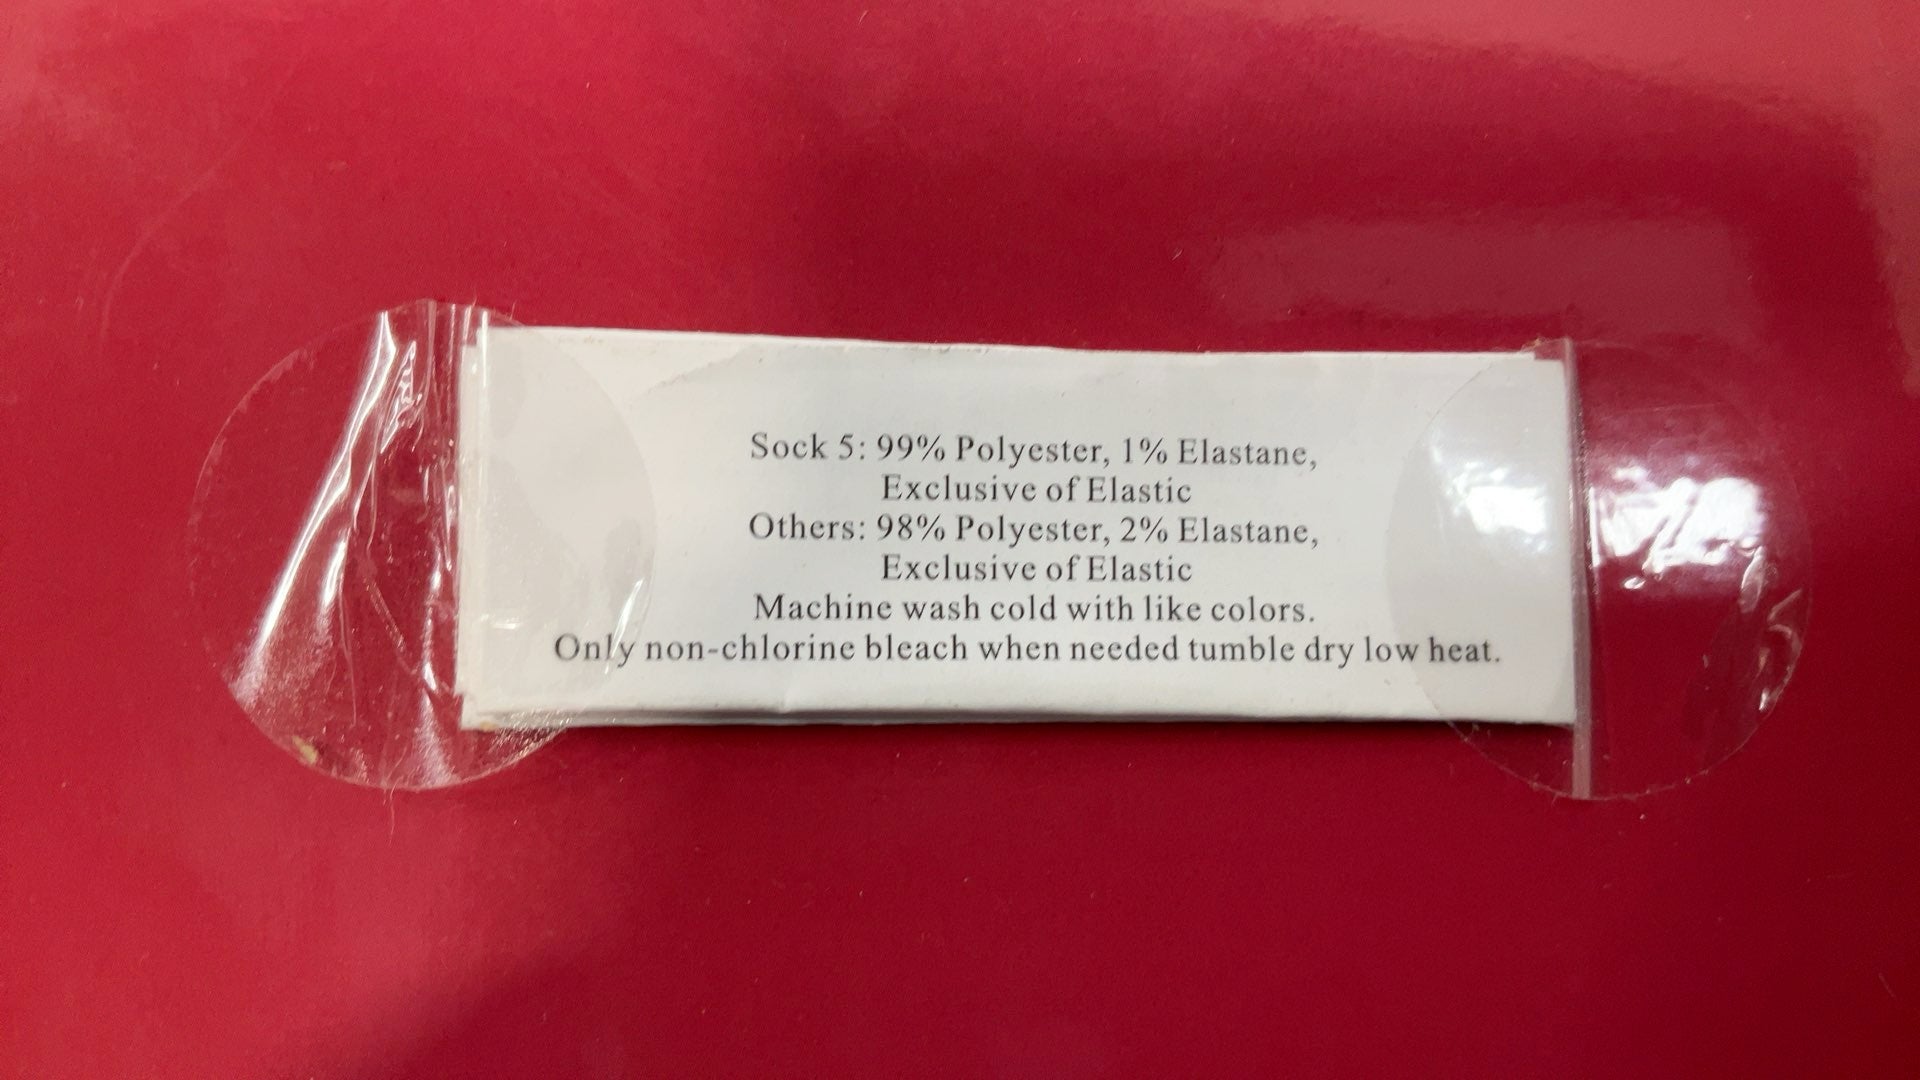 Sock 5: 99% Polyester, 1% Elastane,
Exclusive of Elastic
Others: 98% Polyester, 2% Elastane,
Exclusive of Elastic
Machine wash cold with like colors.
Only non-chlorine bleach when needed tumble dry low heat.